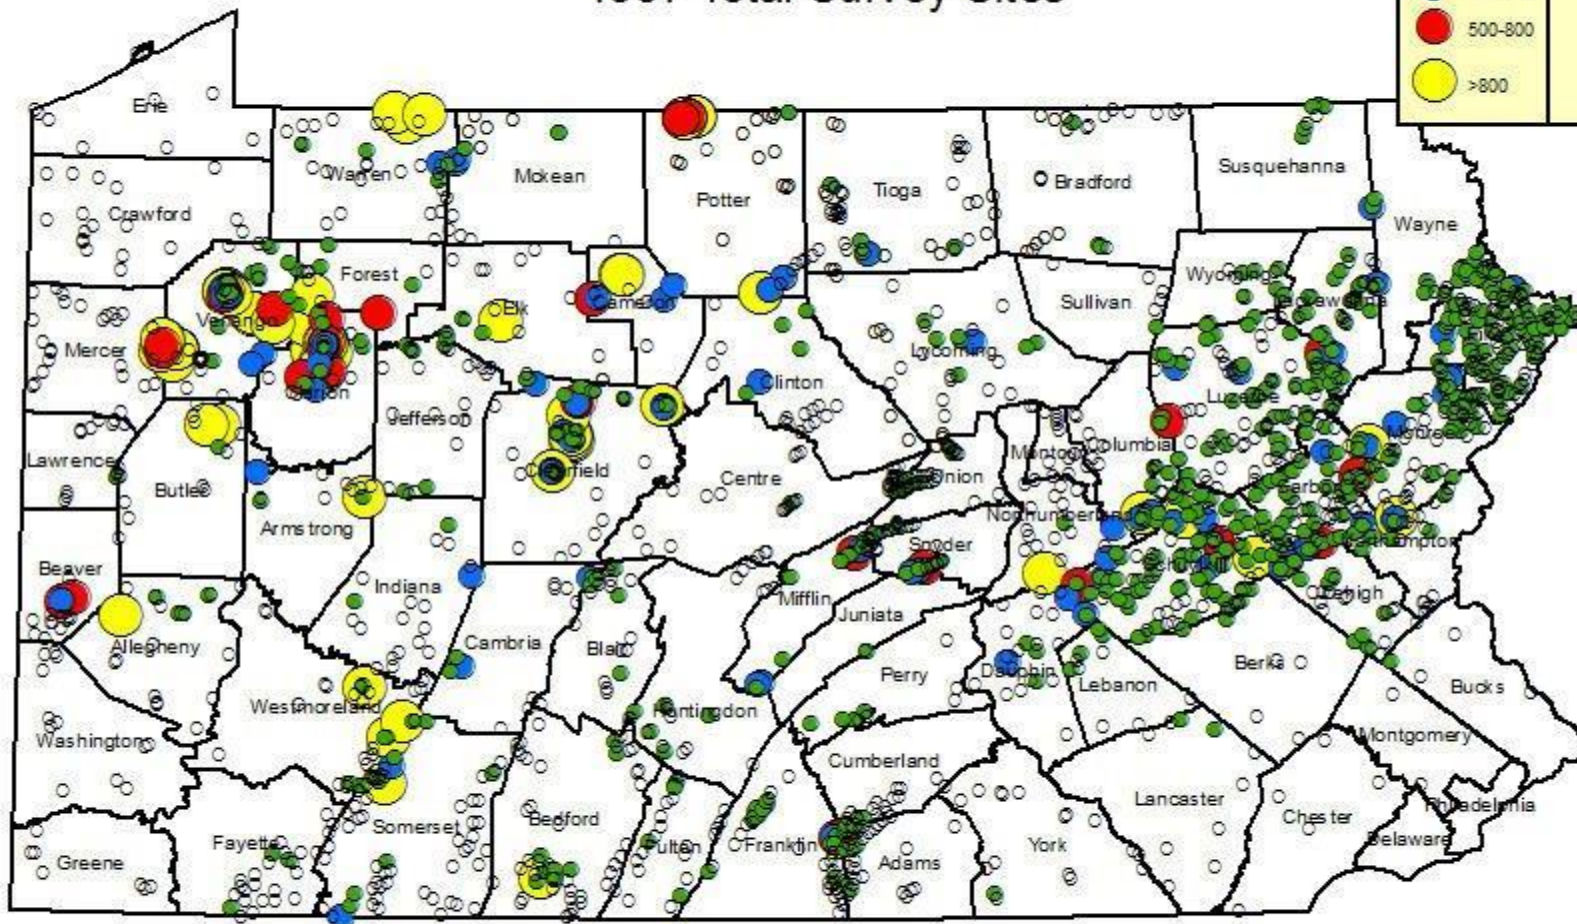 500-800
>800
Erie
Warren
Mckean
Potter
Tioga
Bradford
Susquehanna
Wayne
Crawford
Forest
Elk
Cameron
Wyoming
Lackawanna
Sullivan
Mercer
Venango
Lycoming
Clinton
Clarion
Jefferson
Luzerne
Columbia
Monroe
Lawrence
Butler
Clearfield
Centre
Union
Montour
Carbon
Armstrong
Northumberland
Northampton
Snyder
Schuylkill
Beaver
Indiana
Mifflin
Juniata
Lehigh
Allegheny
Cambria
Blair
Perry
Dauphin
Lebanon
Berks
Bucks
Westmoreland
Huntingdon
Washington
Montgomery
Cumberland
Lancaster
Philadelphia
Chester
Delaware
Somerset
Bedford
Fayette
Fulton
Franklin
Adams
York
Greene